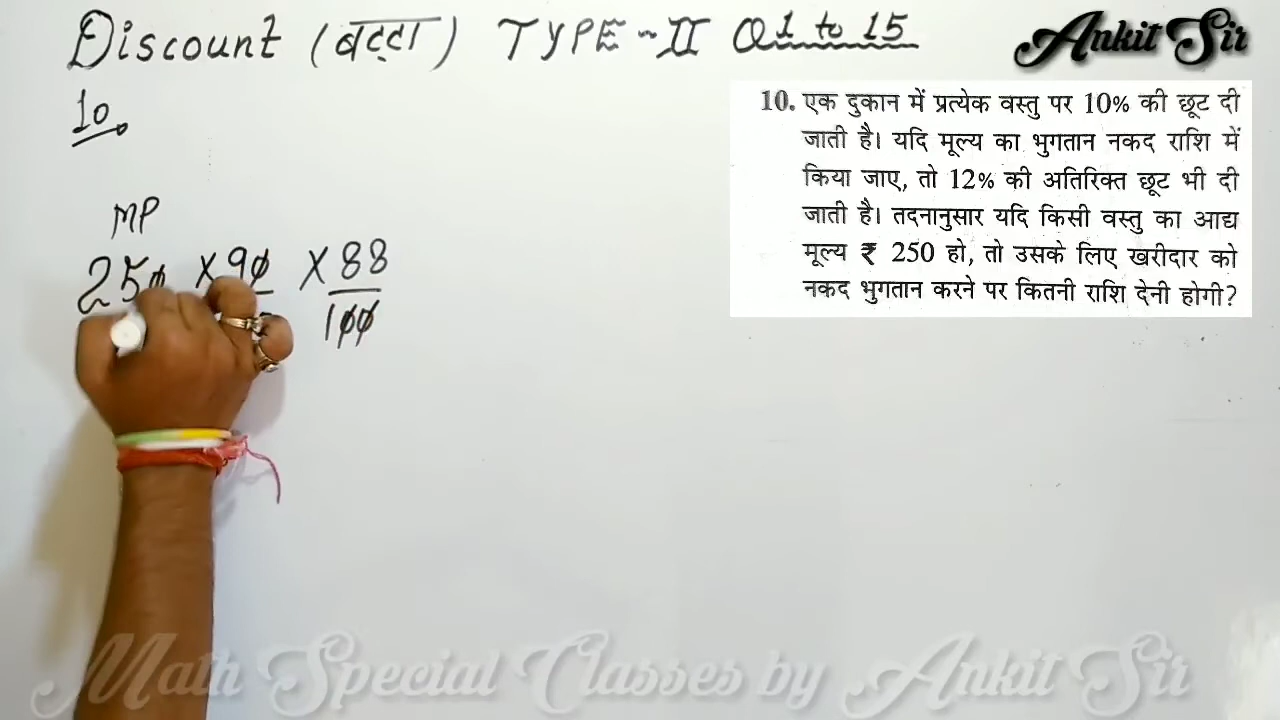 Discount (बट्टा) TYPE-II Q1 to 15
Ankit Sir
10
10. एक दुकान में प्रत्येक वस्तु पर 10% की छूट दी
जाती है। यदि मूल्य का भुगतान नकद राशि में
किया जाए, तो 12% की अतिरिक्त छूट भी दी
जाती है। तदनानुसार यदि किसी वस्तु का आद्य
मूल्य ₹ 250 हो, तो उसके लिए खरीदार को
नकद भुगतान करने पर कितनी राशि देनी होगी?
MP
250 X 90 X 88
100
Math Special Classes by Ankit Sir